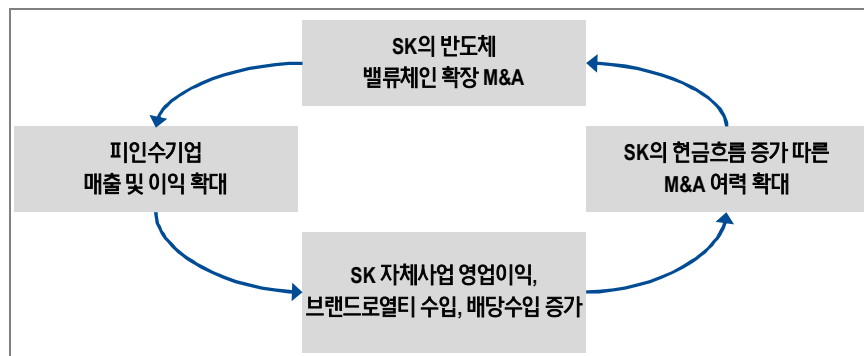 SK의 반도체
밸류체인 확장 M&A
피인수기업
매출 및 이익 확대
SK의 현금흐름 증가 따른
M&A 여력 확대
SK 자체사업 영업이익,
브랜드로열티 수입, 배당수입 증가